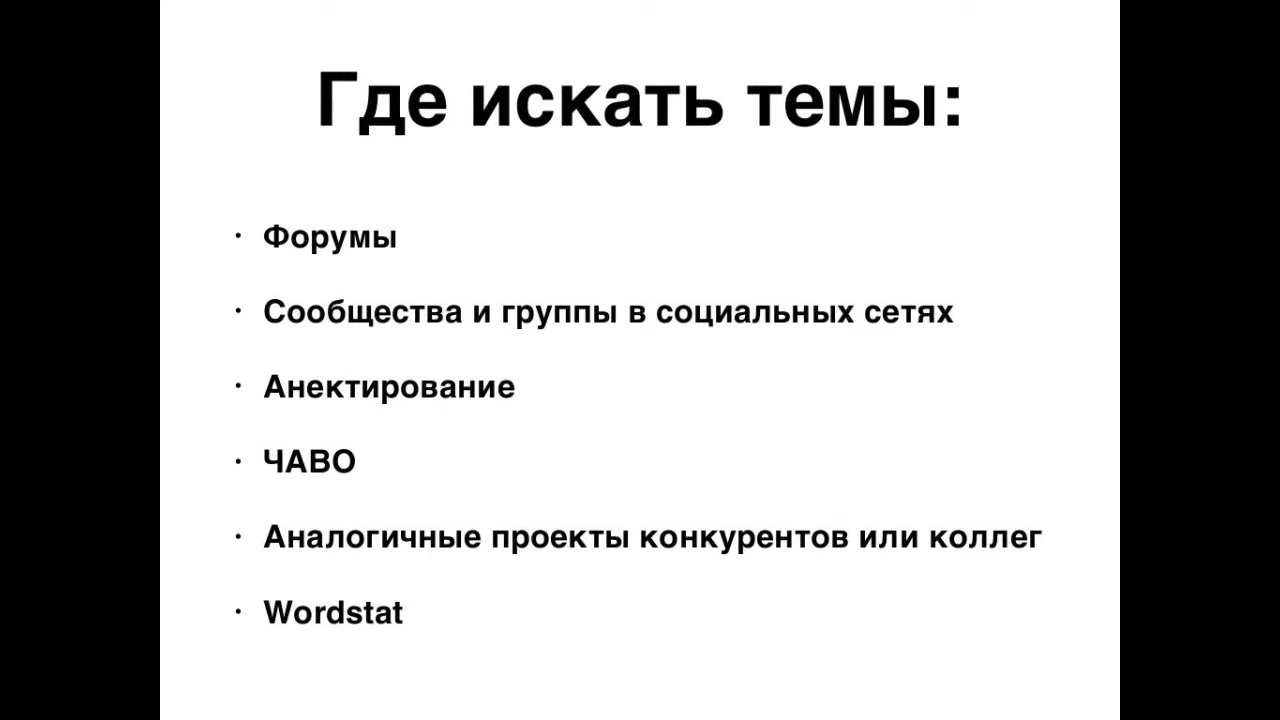 Где искать темы:
· Форумы
· Сообщества и группы в социальных сетях
· Анектирование
· ЧАВО
· Аналогичные проекты конкурентов или коллег
· Wordstat